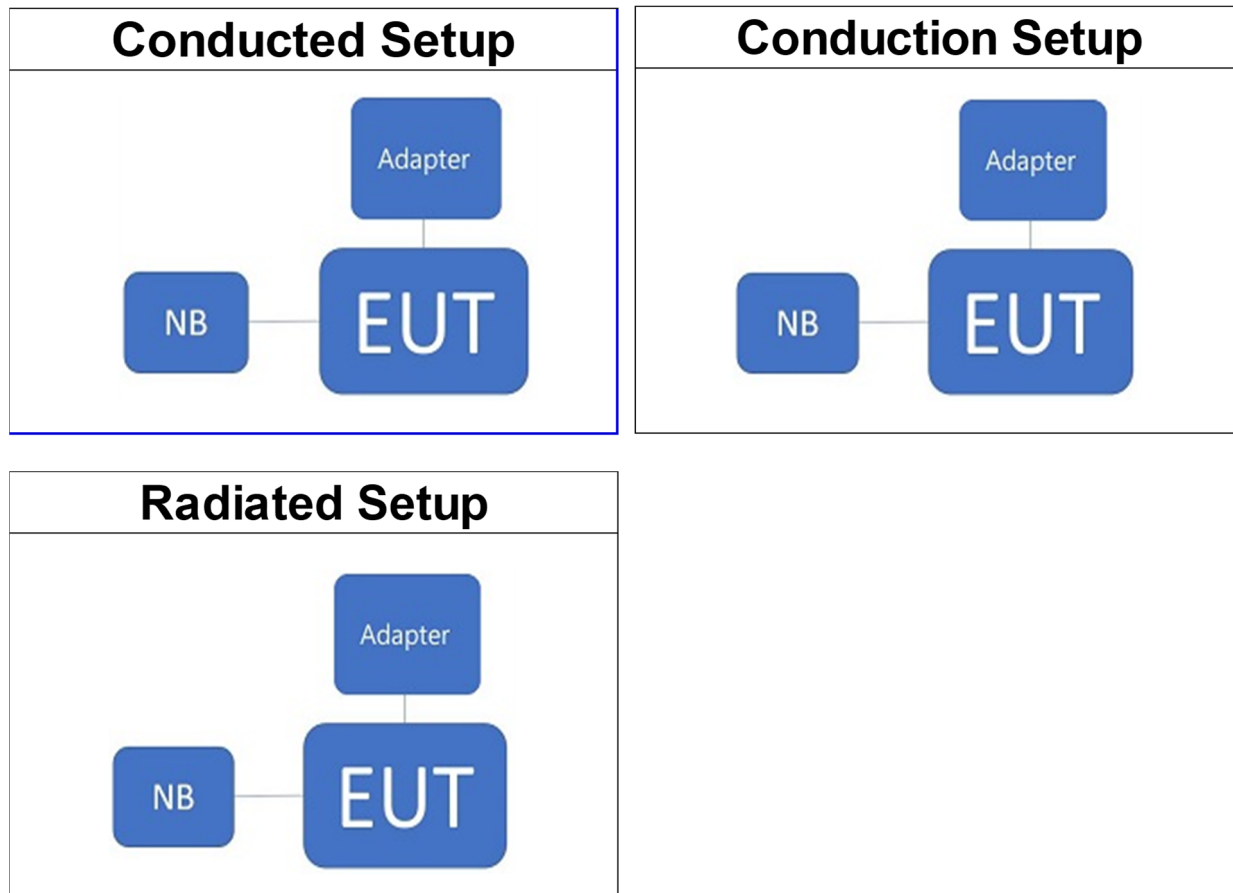 Conducted Setup
Adapter
NB
EUT
Conduction Setup
Adapter
NB
EUT
Radiated Setup
Adapter
NB
EUT